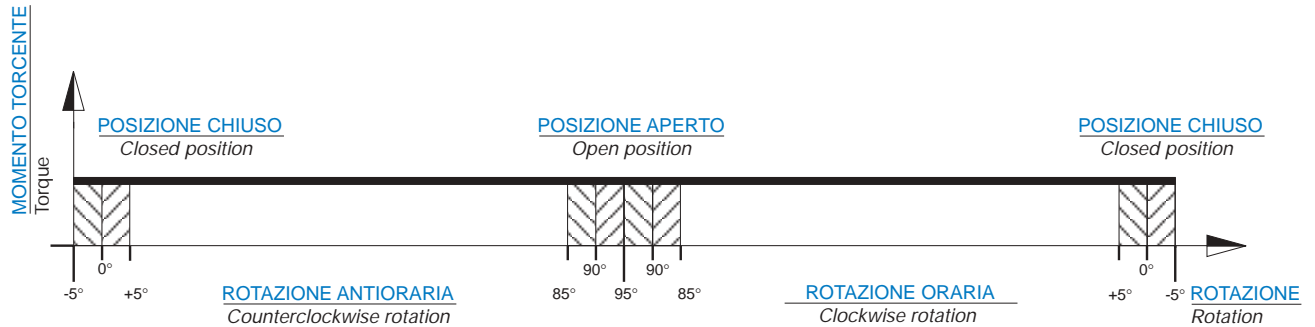 MOMENTO TORCENTE
Torque
POSIZIONE CHIUSO
Closed position
POSIZIONE APERTO
Open position
POSIZIONE CHIUSO
Closed position
0° 90° 90° 0°
-5° +5° 85° 95° 85° +5° -5°
ROTAZIONE ANTIORARIA
Counterclockwise rotation
ROTAZIONE ORARIA
Clockwise rotation
ROTAZIONE
Rotation